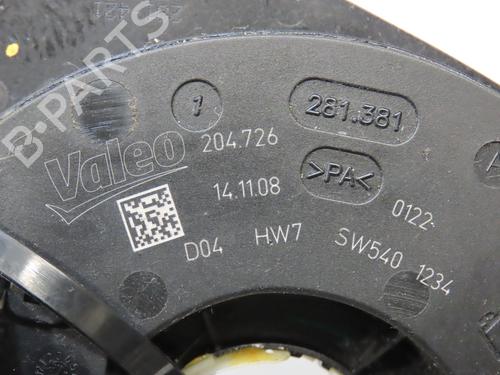 1
281.381
Valeo
204.726
>PA<
14.11.08
0122
D04 HW7 SW540 1234
B-PARTS